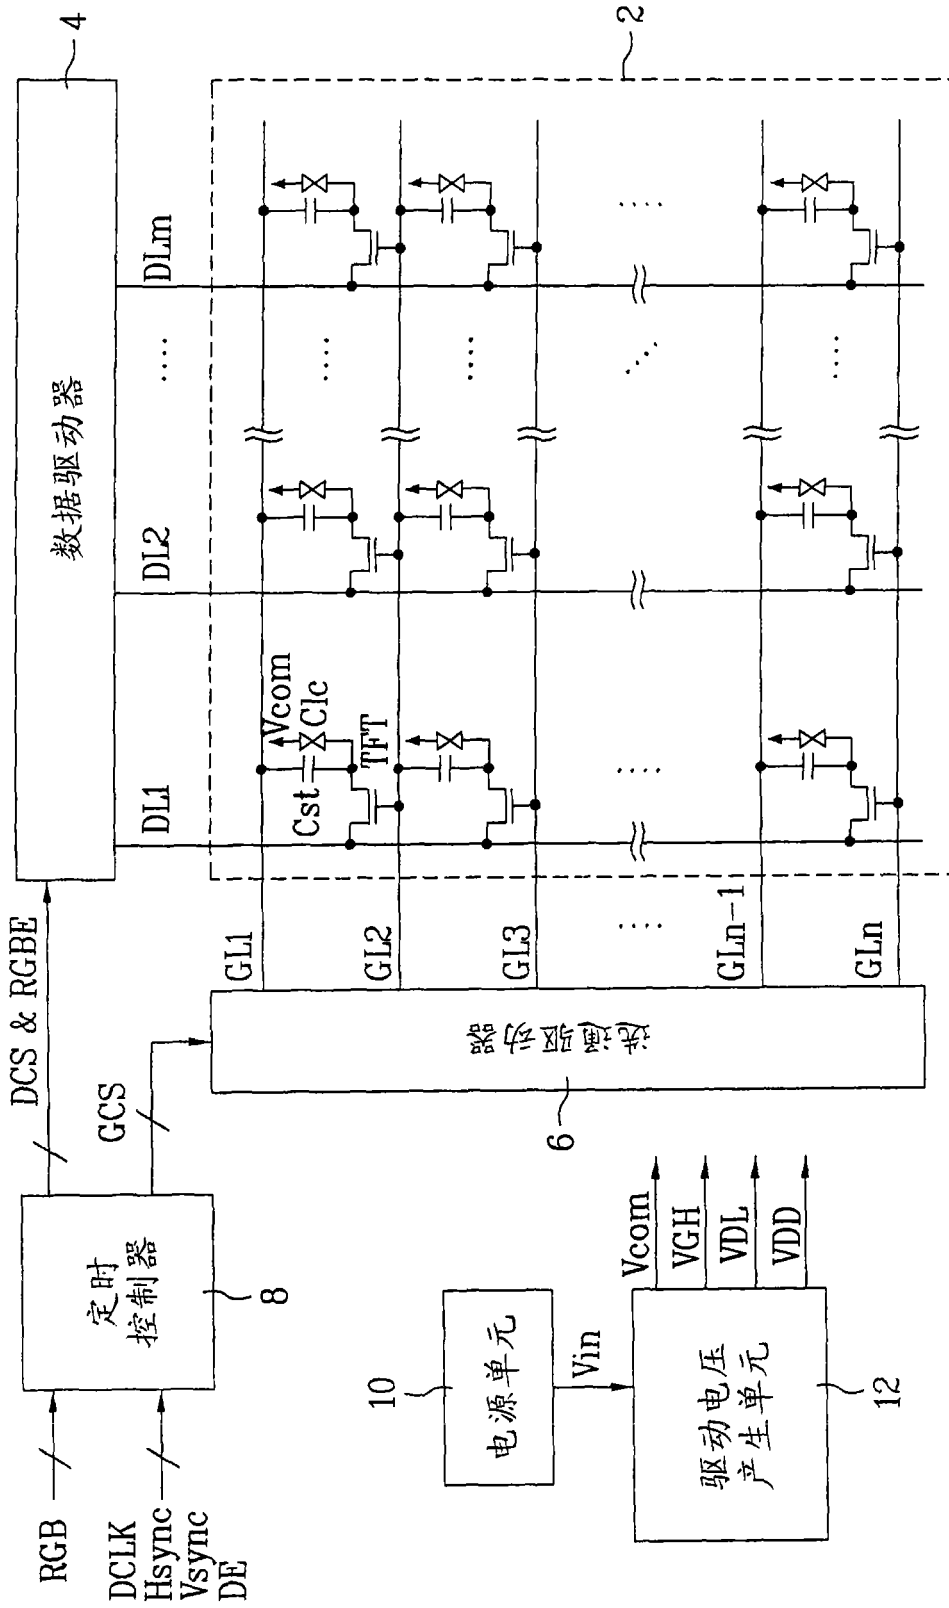 RGB
DCLK
Hsync
Vsync
DE
定时
控制器
8
DCS & RGBE
GCS
数据驱动器
4
DL1
DL2
DLm
2
GL1
GL2
GL3
GLn-1
GLn
Vcom
Clc
Cst
TFT
选通驱动器
6
10
电源单元
Vin
驱动电压
产生单元
12
Vcom
VGH
VDL
VDD